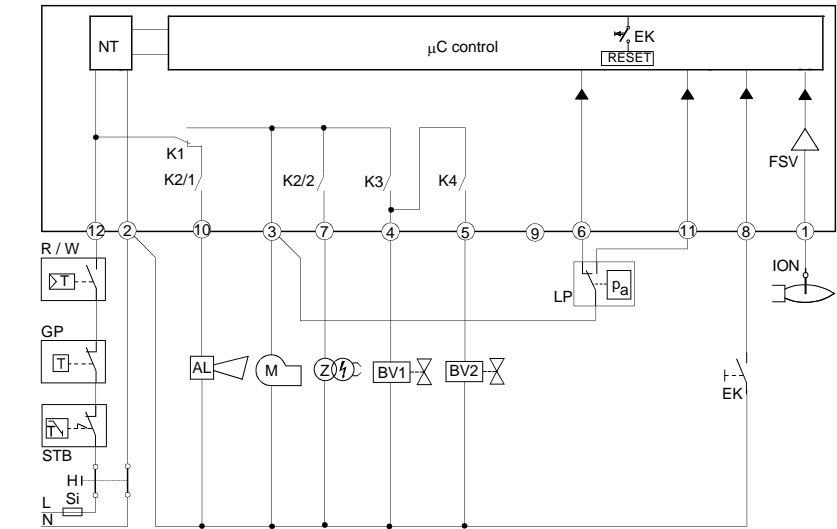 NT
μC control
EK
RESET
FSV
K1
K2/1
K2/2
K3
K4
12
2
10
3
7
4
5
9
6
11
8
1
R / W
T
LP
pa
ION
GP
T
AL
M
Z
BV1
BV2
EK
T
STB
H
Si
L
N